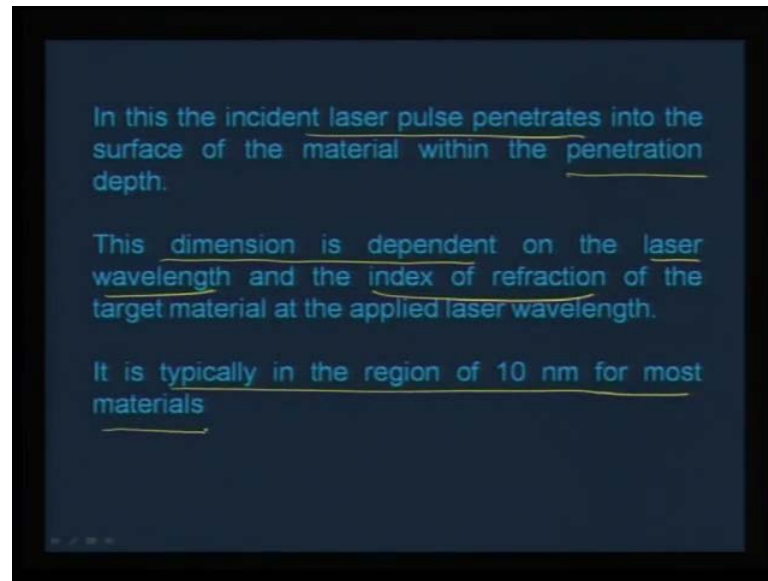 In this the incident laser pulse penetrates into the
surface of the material within the penetration
depth.
This dimension is dependent on the laser
wavelength and the index of refraction of the
target material at the applied laser wavelength.
It is typically in the region of 10 nm for most
materials